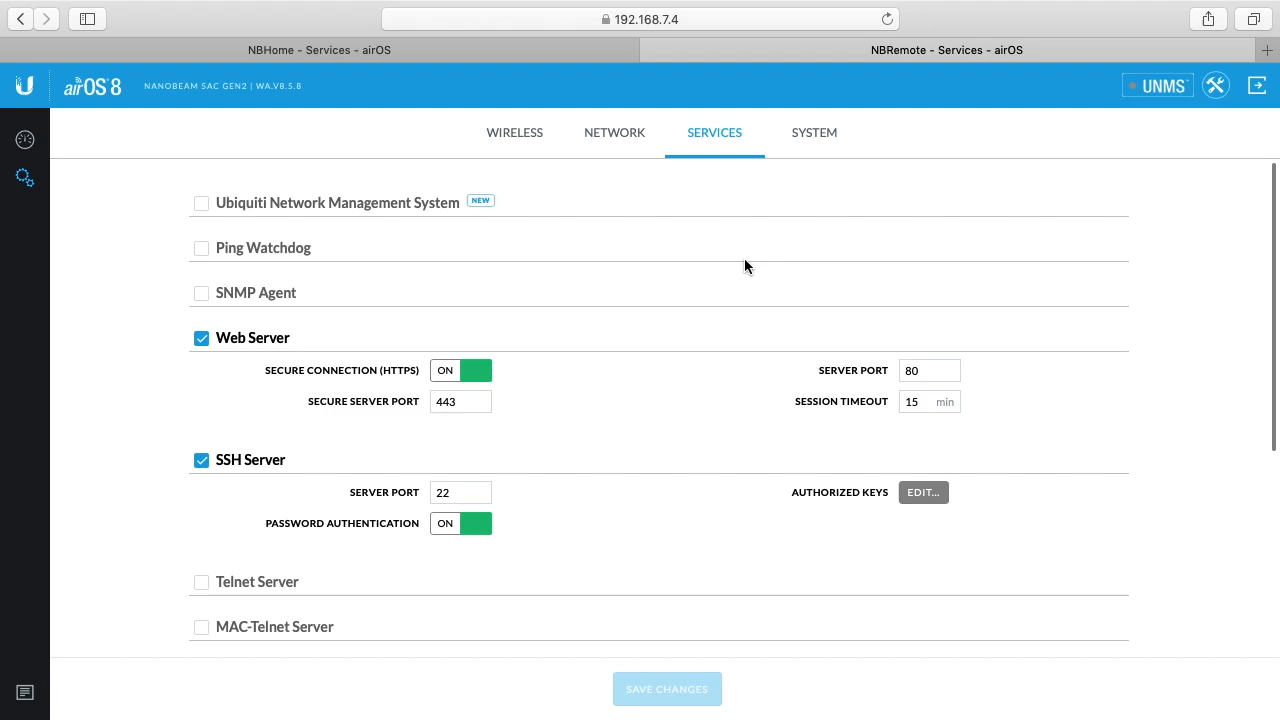 192.168.7.4
NBHome - Services - airOS
NBRemote - Services - airOS
airOS 8
NANOBEAM 5AC GEN2 | WA.V8.5.8
UNMS
WIRELESS
NETWORK
SERVICES
SYSTEM
Ubiquiti Network Management System NEW
Ping Watchdog
SNMP Agent
Web Server
SECURE CONNECTION (HTTPS) ON
SERVER PORT 80
SECURE SERVER PORT 443
SESSION TIMEOUT 15 min
SSH Server
SERVER PORT 22
AUTHORIZED KEYS EDIT...
PASSWORD AUTHENTICATION ON
Telnet Server
MAC-Telnet Server
SAVE CHANGES